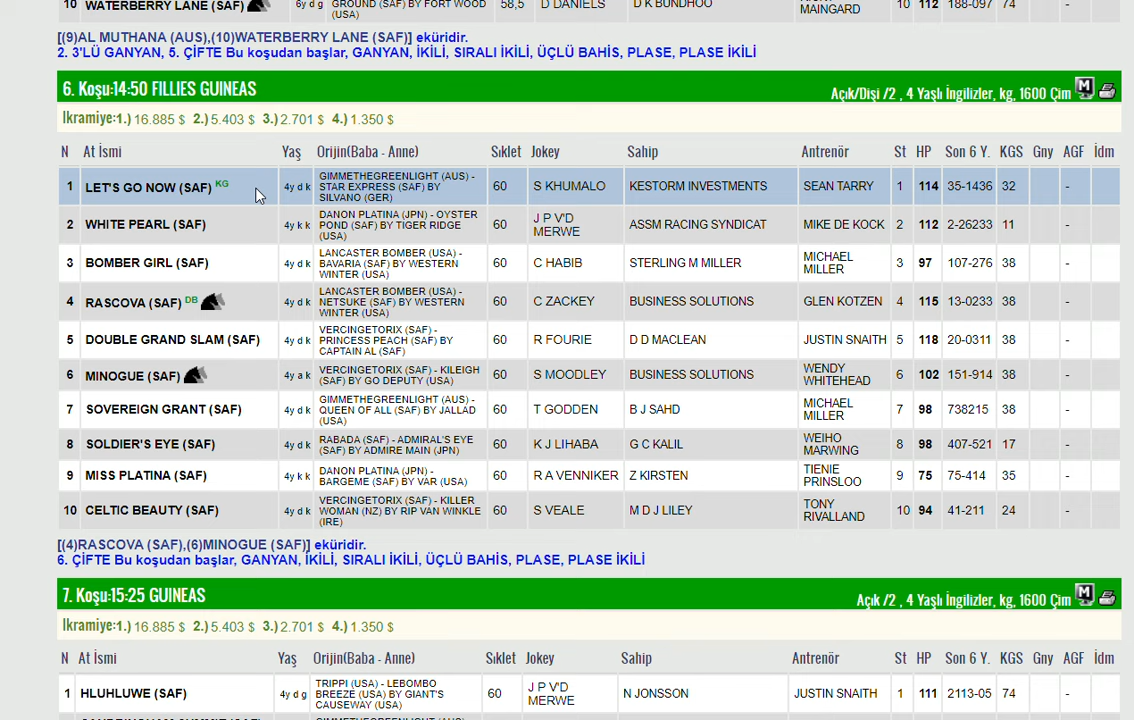 10 WATERBERRY LANE (SAF) 6y d g GROUND (SAF) BY FORT WOOD (USA) 58,5 D DANIELS D K BUNDHOO MAINGARD 10 112 188-097 74
[(9)AL MUTHANA (AUS),(10)WATERBERRY LANE (SAF)] eküridir.
2. 3'LÜ GANYAN, 5. ÇİFTE Bu koşudan başlar, GANYAN, İKİLİ, SIRALI İKİLİ, ÜÇLÜ BAHİS, PLASE, PLASE İKİLİ
6. Koşu:14:50 FILLIES GUINEAS Açık/Dişi /2 , 4 Yaşlı İngilizler, kg, 1600 Çim M
Ikramiye:1.) 16.885 $ 2.) 5.403 $ 3.) 2.701 $ 4.) 1.350 $
N At İsmi Yaş Orijin(Baba - Anne) Sıklet Jokey Sahip Antrenör St HP Son 6 Y. KGS Gny AGF İdm
1 LET'S GO NOW (SAF) KG 4y d k GIMMETHEGREENLIGHT (AUS) - STAR EXPRESS (SAF) BY SILVANO (GER) 60 S KHUMALO KESTORM INVESTMENTS SEAN TARRY 1 114 35-1436 32 -
2 WHITE PEARL (SAF) 4y k k DANON PLATINA (JPN) - OYSTER POND (SAF) BY TIGER RIDGE (USA) 60 J P V'D MERWE ASSM RACING SYNDICAT MIKE DE KOCK 2 112 2-26233 11 -
3 BOMBER GIRL (SAF) 4y d k LANCASTER BOMBER (USA) - BAVARIA (SAF) BY WESTERN WINTER (USA) 60 C HABIB STERLING M MILLER MICHAEL MILLER 3 97 107-276 38 -
4 RASCOVA (SAF) DB 4y d k LANCASTER BOMBER (USA) - NETSUKE (SAF) BY WESTERN WINTER (USA) 60 C ZACKEY BUSINESS SOLUTIONS GLEN KOTZEN 4 115 13-0233 38 -
5 DOUBLE GRAND SLAM (SAF) 4y d k VERCINGETORIX (SAF) - PRINCESS PEACH (SAF) BY CAPTAIN AL (SAF) 60 R FOURIE D D MACLEAN JUSTIN SNAITH 5 118 20-0311 38 -
6 MINOGUE (SAF) 4y a k VERCINGETORIX (SAF) - KILEIGH (SAF) BY GO DEPUTY (USA) 60 S MOODLEY BUSINESS SOLUTIONS WENDY WHITEHEAD 6 102 151-914 38 -
7 SOVEREIGN GRANT (SAF) 4y d k GIMMETHEGREENLIGHT (AUS) - QUEEN OF ALL (SAF) BY JALLAD (USA) 60 T GODDEN B J SAHD MICHAEL MILLER 7 98 738215 38 -
8 SOLDIER'S EYE (SAF) 4y d k RABADA (SAF) - ADMIRAL'S EYE (SAF) BY ADMIRE MAIN (JPN) 60 K J LIHABA G C KALIL WEIHO MARWING 8 98 407-521 17 -
9 MISS PLATINA (SAF) 4y k k DANON PLATINA (JPN) - BARGEME (SAF) BY VAR (USA) 60 R A VENNIKER Z KIRSTEN TIENIE PRINSLOO 9 75 75-414 35 -
10 CELTIC BEAUTY (SAF) 4y d k VERCINGETORIX (SAF) - KILLER WOMAN (NZ) BY RIP VAN WINKLE (IRE) 60 S VEALE M D J LILEY TONY RIVALLAND 10 94 41-211 24 -
[(4)RASCOVA (SAF),(6)MINOGUE (SAF)] eküridir.
6. ÇİFTE Bu koşudan başlar, GANYAN, İKİLİ, SIRALI İKİLİ, ÜÇLÜ BAHİS, PLASE, PLASE İKİLİ
7. Koşu:15:25 GUINEAS Açık /2 , 4 Yaşlı İngilizler, kg, 1600 Çim M
Ikramiye:1.) 16.885 $ 2.) 5.403 $ 3.) 2.701 $ 4.) 1.350 $
N At İsmi Yaş Orijin(Baba - Anne) Sıklet Jokey Sahip Antrenör St HP Son 6 Y. KGS Gny AGF İdm
1 HLUHLUWE (SAF) 4y d g TRIPPI (USA) - LEBOMBO BREEZE (USA) BY GIANT'S CAUSEWAY (USA) 60 J P V'D MERWE N JONSSON JUSTIN SNAITH 1 111 2113-05 74 -